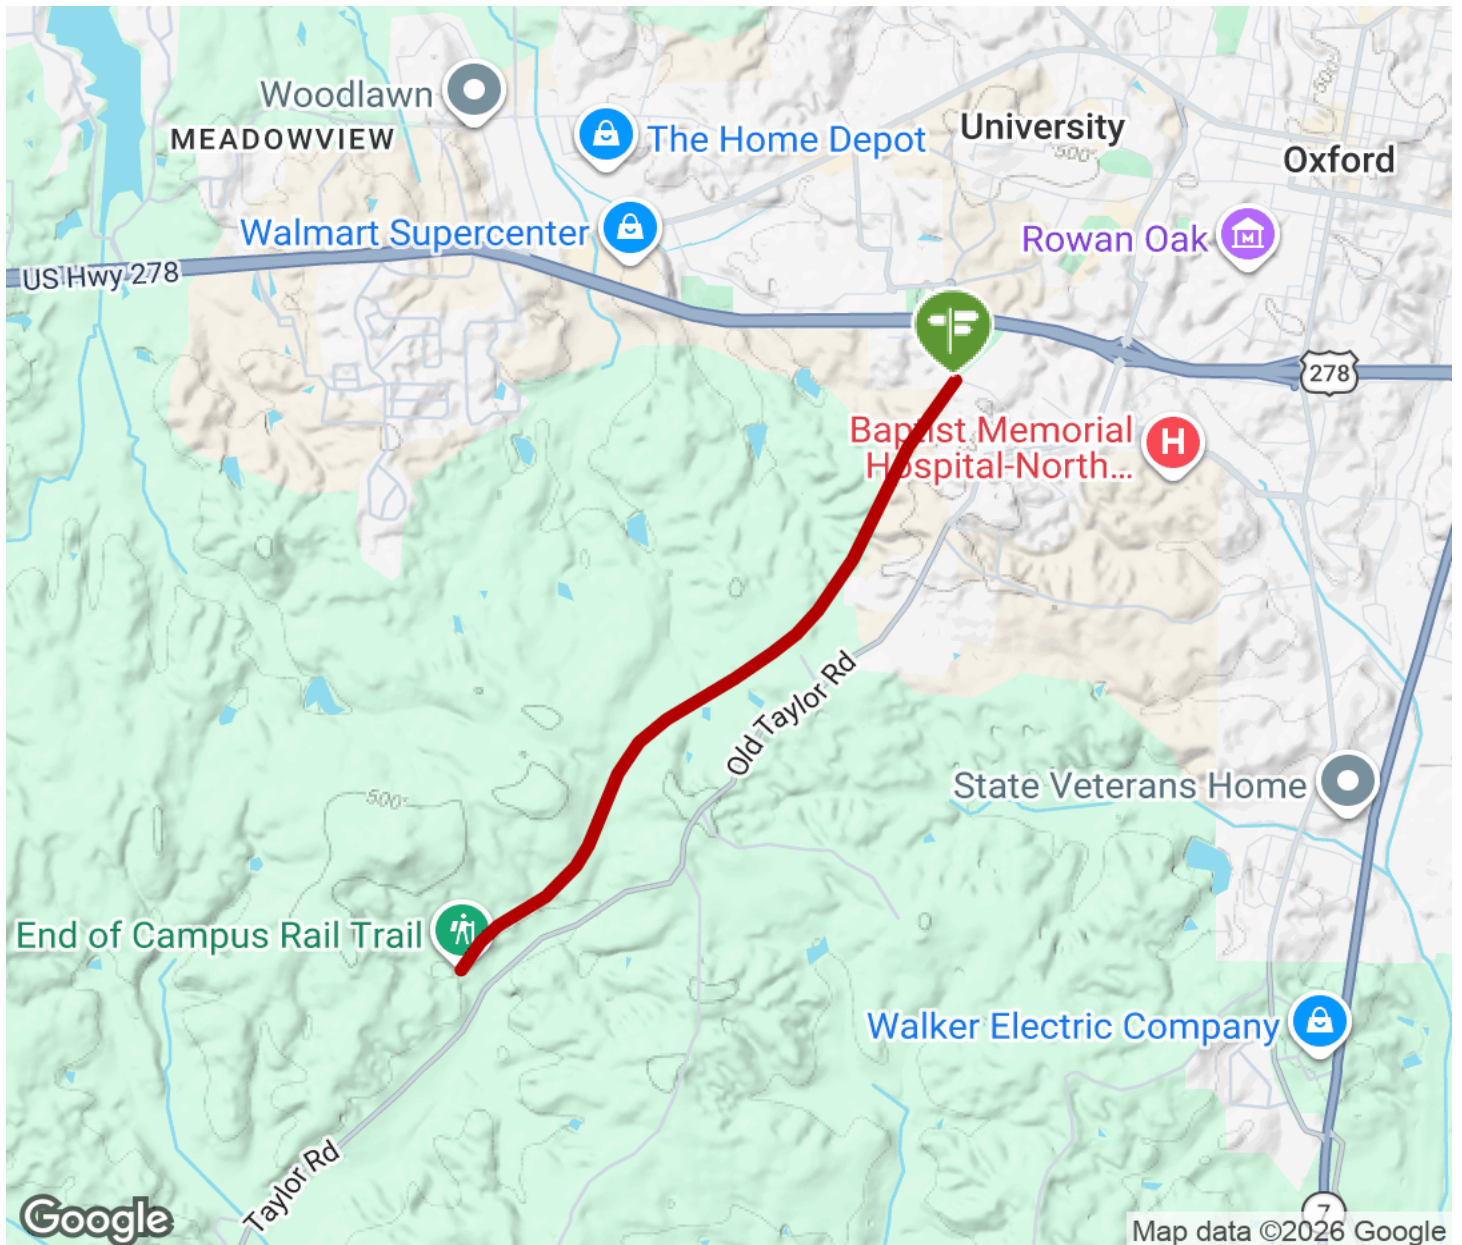 Woodlawn
MEADOWVIEW
The Home Depot
University
500'
Oxford
500'
Walmart Supercenter
Rowan Oak
US Hwy 278
278
Baptist Memorial
Hospital-North...
H
Old Taylor Rd
500'
State Veterans Home
End of Campus Rail Trail
Walker Electric Company
Taylor Rd
7
Google
Map data ©2026 Google